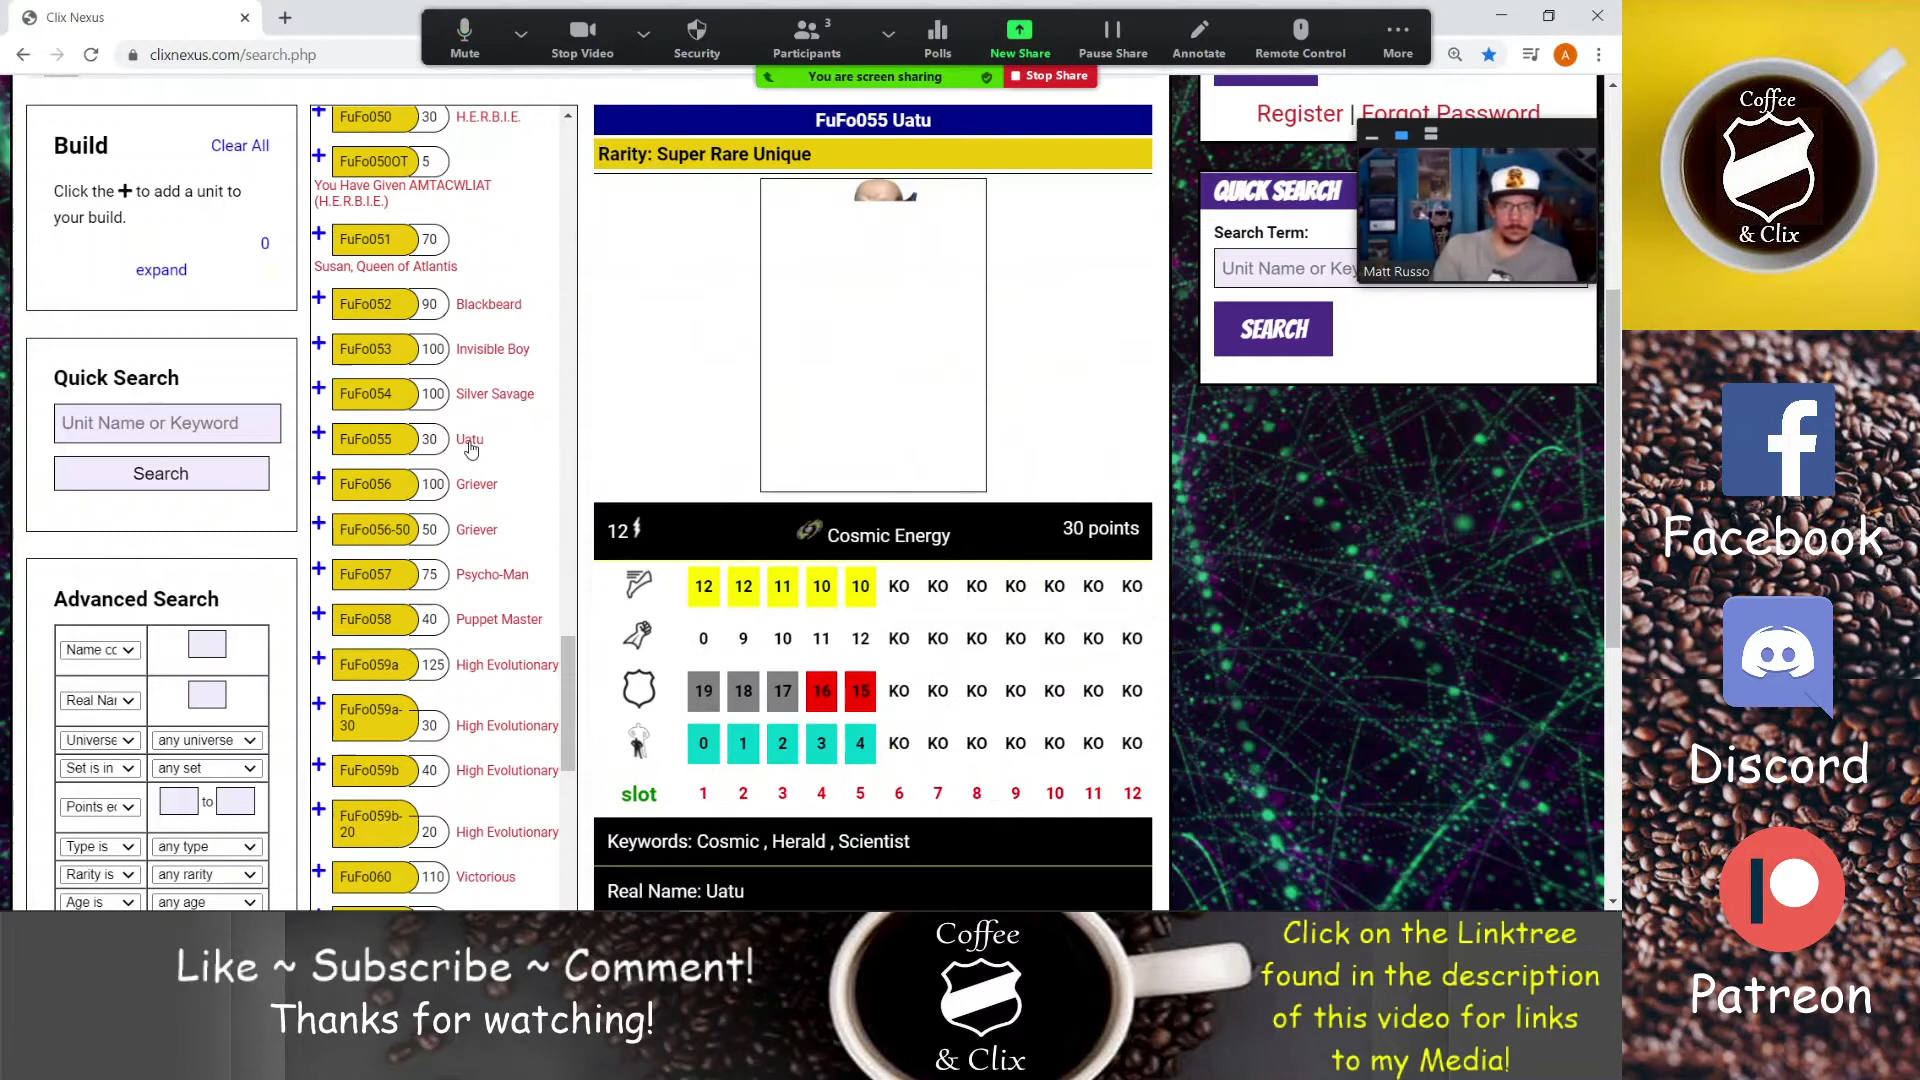 Clix Nexus
clixnexus.com/search.php
Mute
Stop Video
Security
Participants
3
Polls
New Share
Pause Share
Annotate
Remote Control
More
You are screen sharing
Stop Share
A
Build
Clear All
Click the + to add a unit to
your build.
0
expand
Quick Search
Unit Name or Keyword
Search
Advanced Search
Universe any universe
Set is in any set
to
Type is any type
Rarity is any rarity
Age is any age
FuFo050 30 H.E.R.B.I.E.
FuFo050OT 5
You Have Given AMTACWLIAT
(H.E.R.B.I.E.)
FuFo051 70
Susan, Queen of Atlantis
FuFo052 90 Blackbeard
FuFo053 100 Invisible Boy
FuFo054 100 Silver Savage
FuFo055 30 Uatu
FuFo056 100 Griever
FuFo056-50 50 Griever
FuFo057 75 Psycho-Man
FuFo058 40 Puppet Master
FuFo059a 125 High Evolutionary
FuFo059a-
30 30 High Evolutionary
FuFo059b 40 High Evolutionary
FuFo059b-
20 20 High Evolutionary
FuFo060 110 Victorious
FuFo055 Uatu
Rarity: Super Rare Unique
12 Cosmic Energy 30 points
12 12 11 10 10 KO KO KO KO KO KO KO
0 9 10 11 12 KO KO KO KO KO KO KO
19 18 17 16 15 KO KO KO KO KO KO KO
0 1 2 3 4 KO KO KO KO KO KO KO
slot 1 2 3 4 5 6 7 8 9 10 11 12
Keywords: Cosmic , Herald , Scientist
Real Name: Uatu
Register | Forgot Password
QUICK SEARCH
Search Term:
Unit Name or Key
SEARCH
Matt Russo
Coffee
& Clix
Facebook
Discord
Patreon
Like ~ Subscribe ~ Comment!
Thanks for watching!
Coffee
& Clix
Click on the Linktree
found in the description
of this video for links
to my Media!